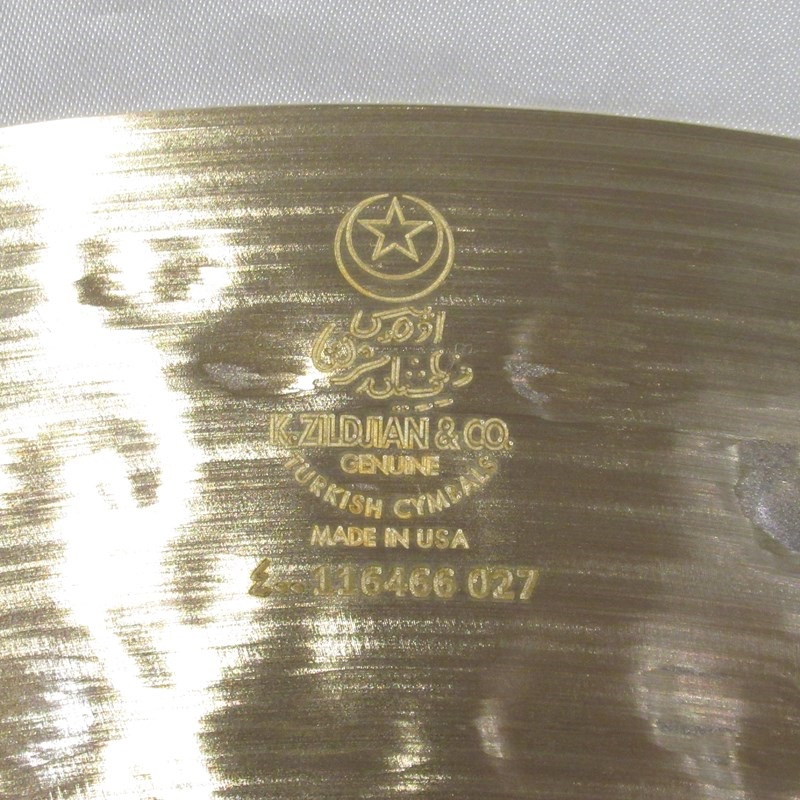 K. ZILDJIAN & CO.
GENUINE
TURKISH CYMBALS
MADE IN USA
116466 027